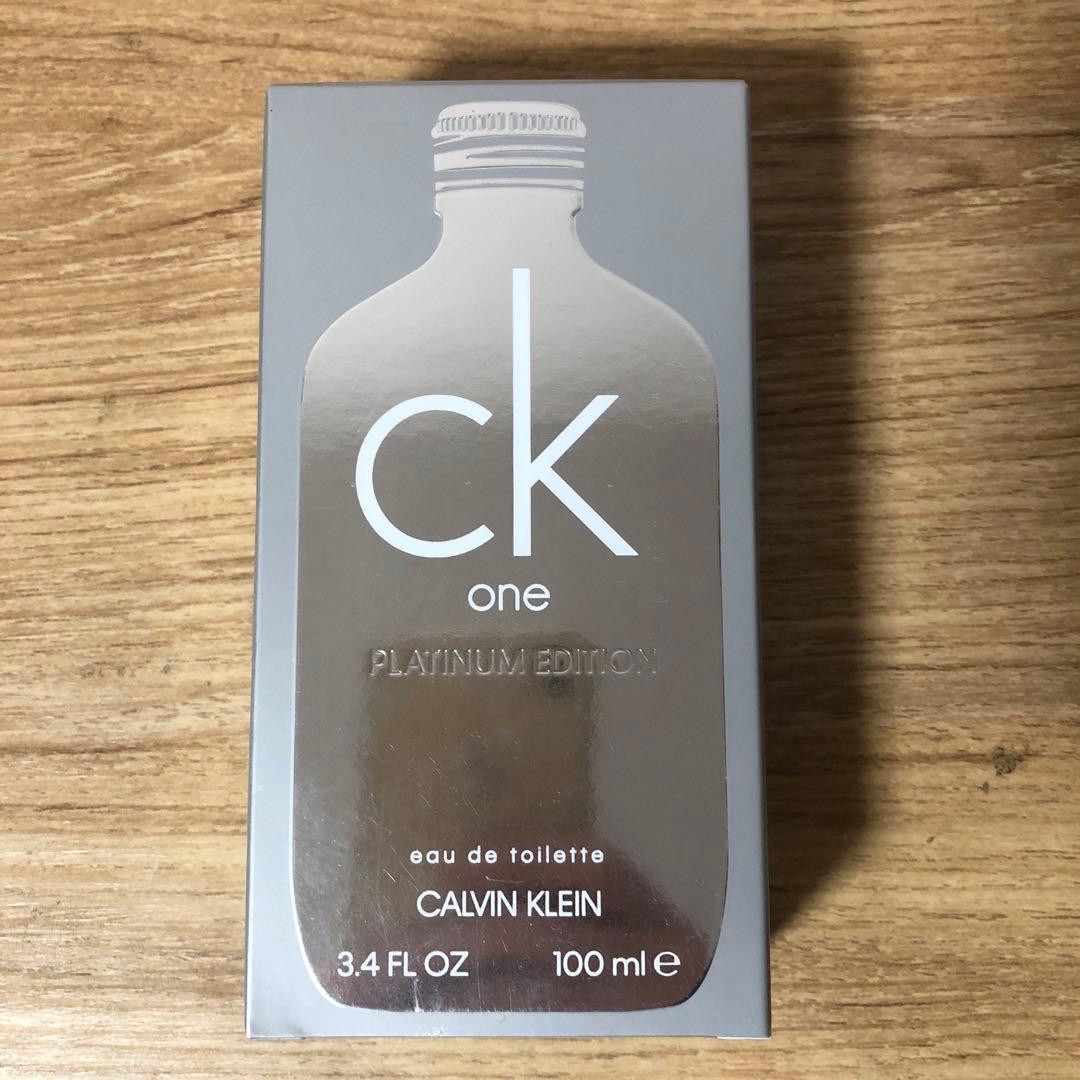 ck
one
PLATINUM EDITION
eau de toilette
CALVIN KLEIN
3.4 FL OZ 100 ml ℮